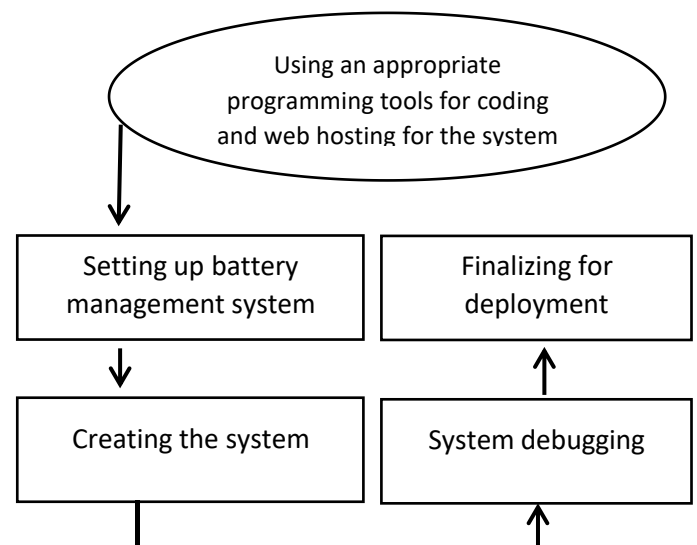 Using an appropriate
programming tools for coding
and web hosting for the system
Setting up battery
management system
Finalizing for
deployment
Creating the system
System debugging